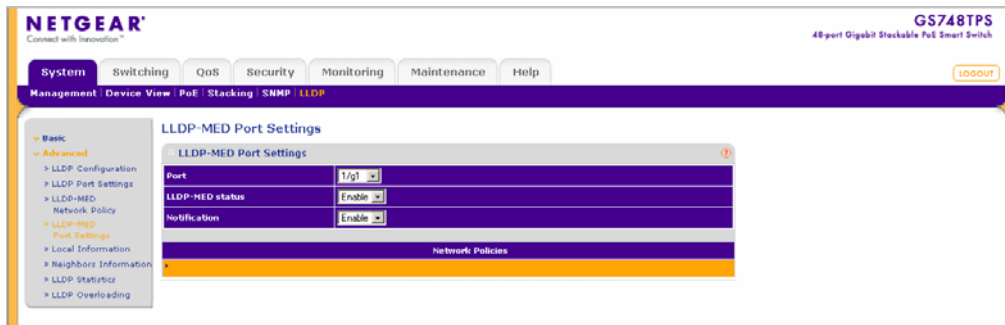 NETGEAR
Connect with Innovation™
GS748TPS
48-port Gigabit Stackable PoE Smart Switch
System Switching QoS Security Monitoring Maintenance Help
LOGOUT
Management Device View PoE Stacking SNMP LLDP
Basic
Advanced
LLDP Configuration
LLDP Port Settings
LLDP-MED
Network Policy
LLDP-MED
Port Settings
Local Information
Neighbors Information
LLDP Statistics
LLDP Overloading
LLDP-MED Port Settings
LLDP-MED Port Settings
Port 1/g1
LLDP-MED status Enable
Notification Enable
Network Policies